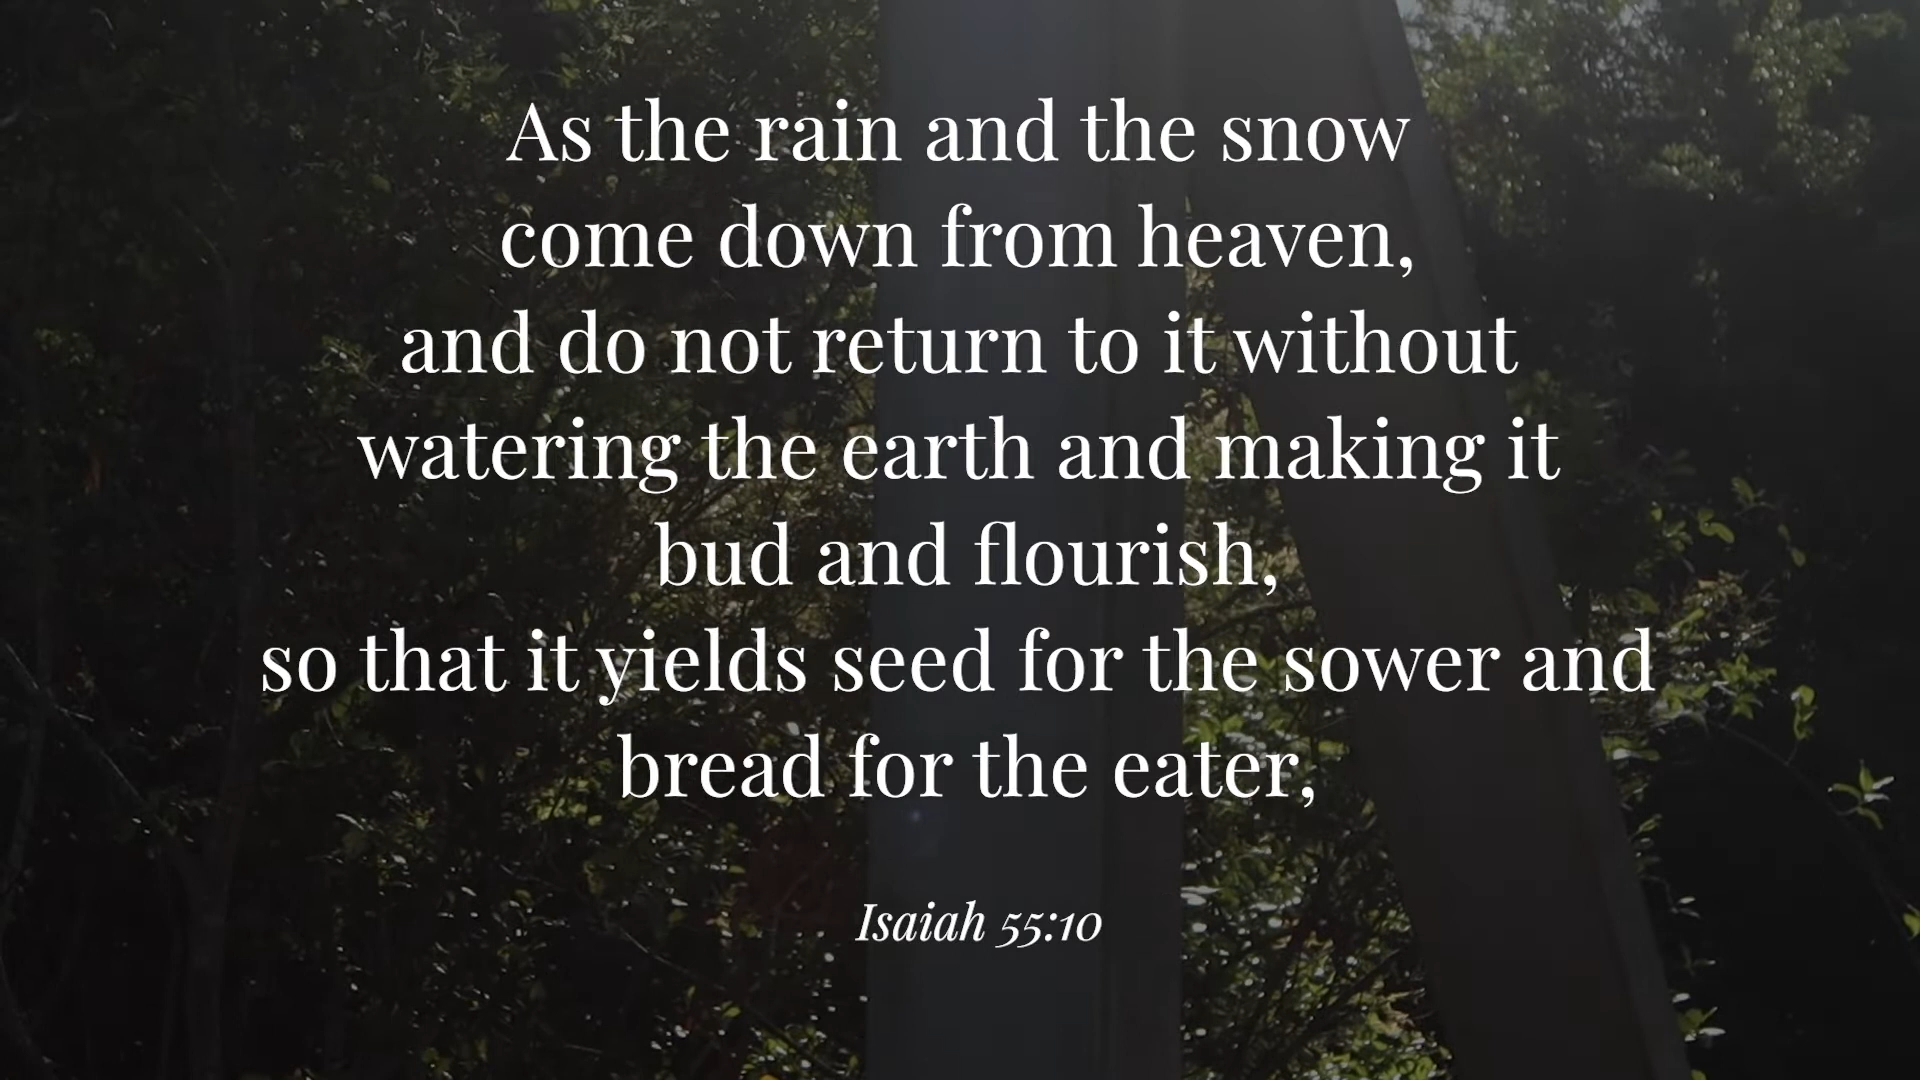 As the rain and the snow
come down from heaven,
and do not return to it without
watering the earth and making it
bud and flourish,
so that it yields seed for the sower and
bread for the eater,
Isaiah 55:10